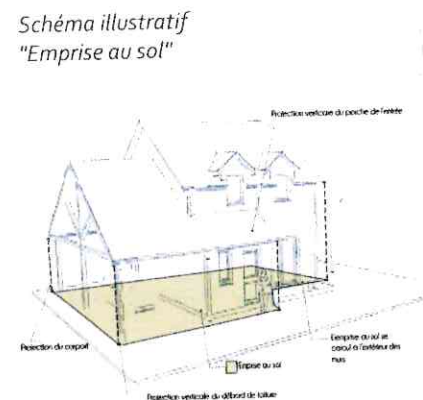 Schéma illustratif
"Emprise au sol"
Projection verticale du porche de l'entrée
Projection du carport
Emprise au sol
L'emprise au sol se
calcul à l'extérieur des
murs
Projection verticale du débord de toiture